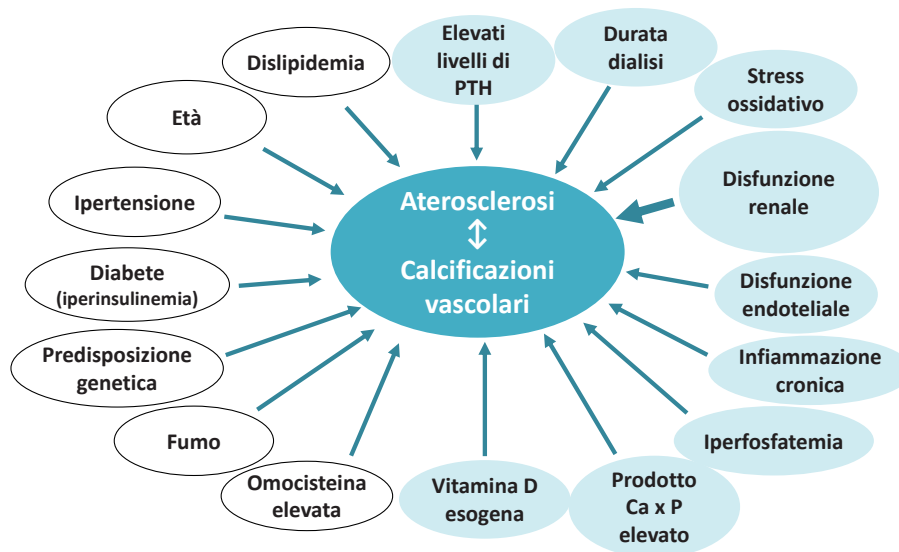 Elevati
livelli di
PTH
Durata
dialisi
Dislipidemia
Stress
ossidativo
Età
Disfunzione
renale
Ipertensione
Aterosclerosi
↕
Calcificazioni
vascolari
Diabete
(iperinsulinemia)
Disfunzione
endoteliale
Predisposizione
genetica
Infiammazione
cronica
Fumo
Iperfosfatemia
Omocisteina
elevata
Vitamina D
esogena
Prodotto
Ca x P
elevato